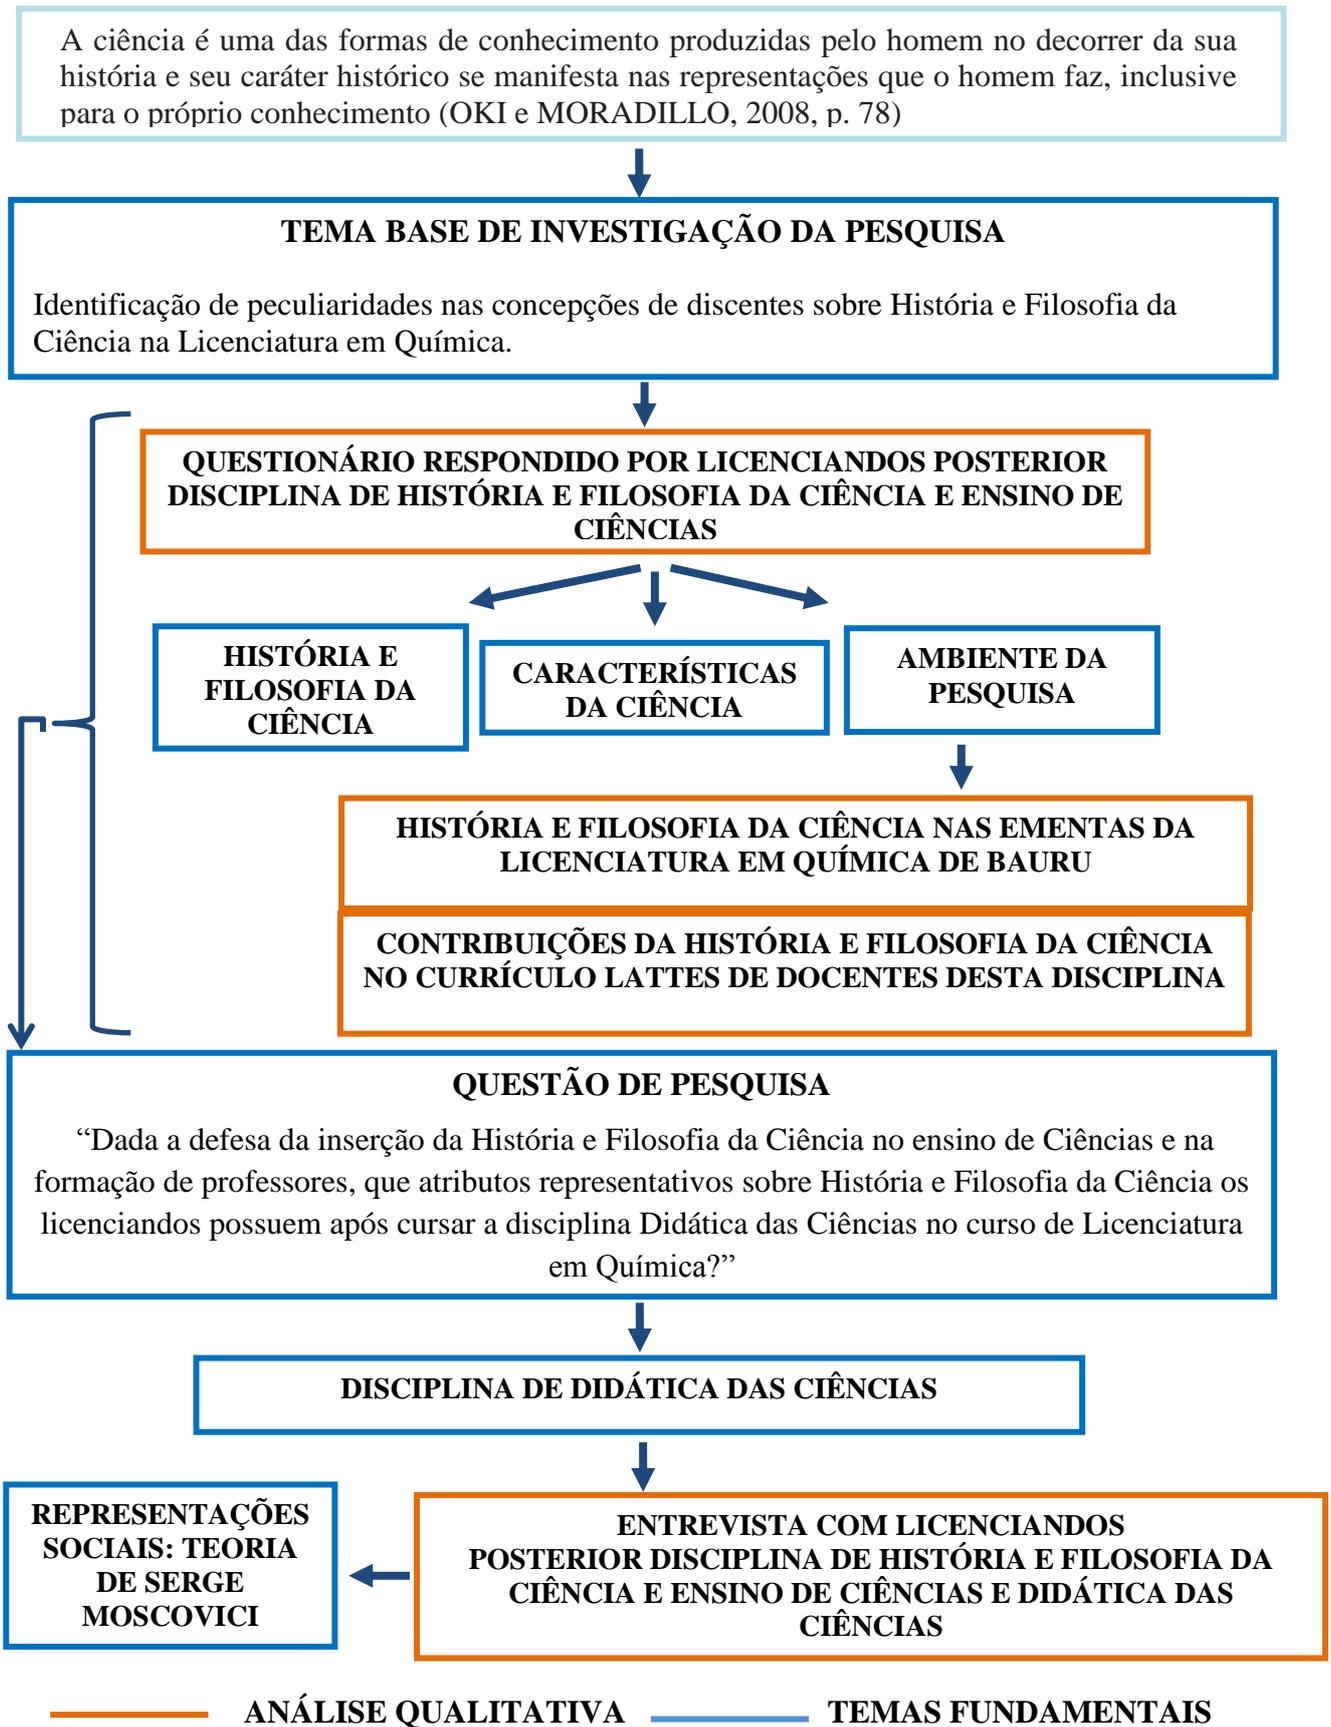 A ciência é uma das formas de conhecimento produzidas pelo homem no decorrer da sua
história e seu caráter histórico se manifesta nas representações que o homem faz, inclusive
para o próprio conhecimento (OKI e MORADILLO, 2008, p. 78)
TEMA BASE DE INVESTIGAÇÃO DA PESQUISA
Identificação de peculiaridades nas concepções de discentes sobre História e Filosofia da
Ciência na Licenciatura em Química.
QUESTIONÁRIO RESPONDIDO POR LICENCIANDOS POSTERIOR
DISCIPLINA DE HISTÓRIA E FILOSOFIA DA CIÊNCIA E ENSINO DE
CIÊNCIAS
HISTÓRIA E
FILOSOFIA DA
CIÊNCIA
CARACTERÍSTICAS
DA CIÊNCIA
AMBIENTE DA
PESQUISA
HISTÓRIA E FILOSOFIA DA CIÊNCIA NAS EMENTAS DA
LICENCIATURA EM QUÍMICA DE BAURU
CONTRIBUIÇÕES DA HISTÓRIA E FILOSOFIA DA CIÊNCIA
NO CURRÍCULO LATTES DE DOCENTES DESTA DISCIPLINA
QUESTÃO DE PESQUISA
“Dada a defesa da inserção da História e Filosofia da Ciência no ensino de Ciências e na
formação de professores, que atributos representativos sobre História e Filosofia da Ciência os
licenciandos possuem após cursar a disciplina Didática das Ciências no curso de Licenciatura
em Química?”
DISCIPLINA DE DIDÁTICA DAS CIÊNCIAS
REPRESENTAÇÕES
SOCIAIS: TEORIA
DE SERGE
MOSCOVICI
ENTREVISTA COM LICENCIANDOS
POSTERIOR DISCIPLINA DE HISTÓRIA E FILOSOFIA DA
CIÊNCIA E ENSINO DE CIÊNCIAS E DIDÁTICA DAS
CIÊNCIAS
ANÁLISE QUALITATIVA
TEMAS FUNDAMENTAIS